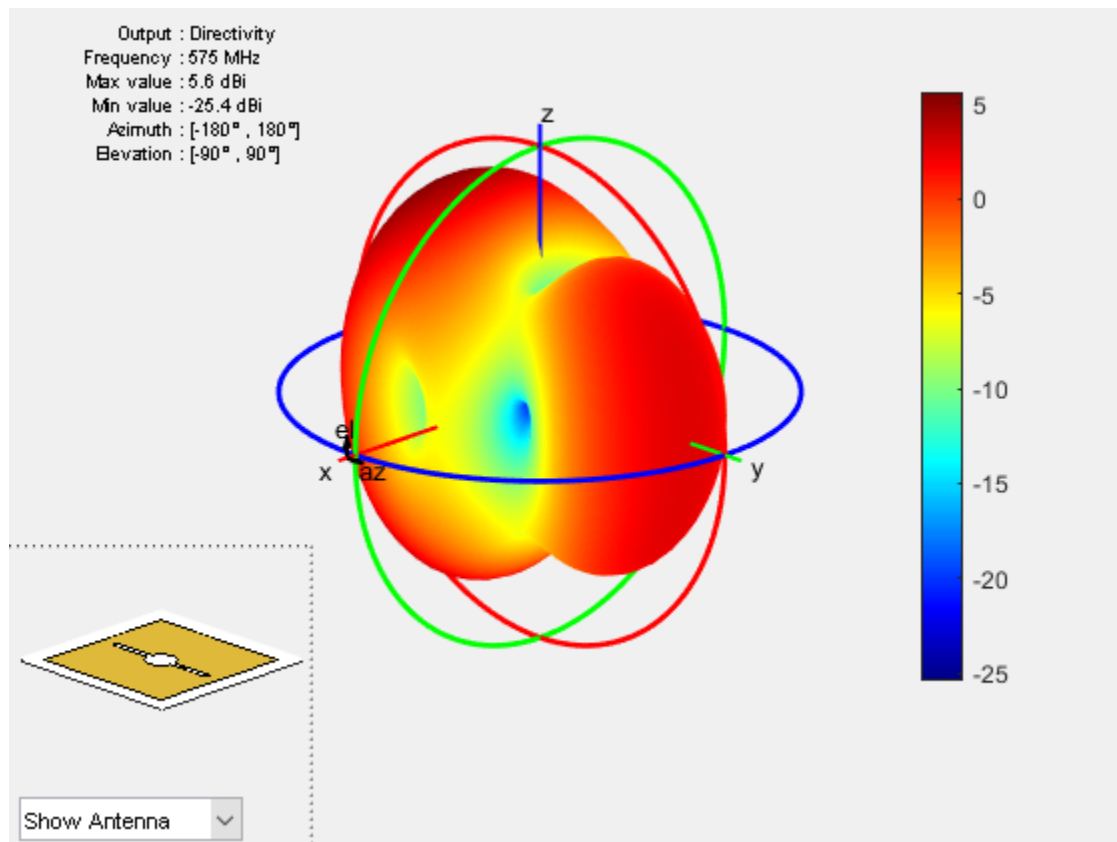 Output : Directivity
Frequency : 575 MHz
Max value : 5.6 dBi
Min value : -25.4 dBi
Azimuth : [-180° , 180°]
Elevation : [-90° , 90°]
z
5
0
-5
-10
-15
-20
-25
el
x
az
y
Show Antenna